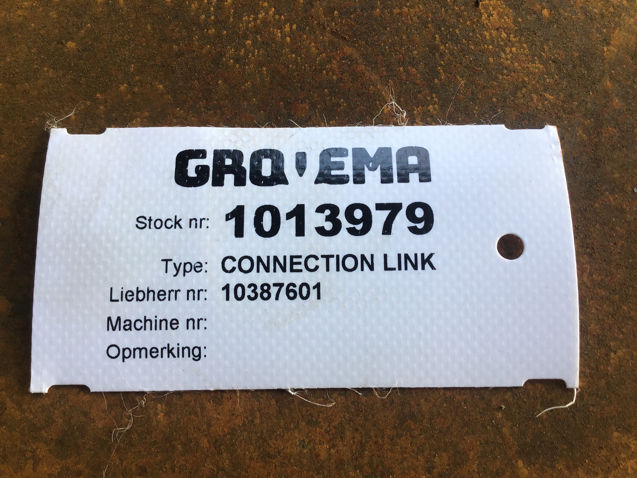 GROVEMA
Stock nr: 1013979
Type: CONNECTION LINK
Liebherr nr: 10387601
Machine nr:
Opmerking: